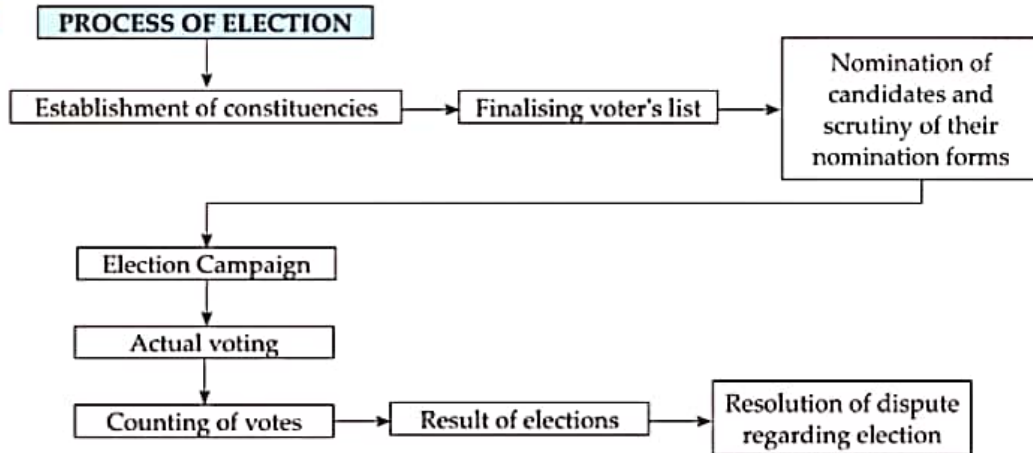 PROCESS OF ELECTION
Establishment of constituencies
Finalising voter's list
Nomination of
candidates and
scrutiny of their
nomination forms
Election Campaign
Actual voting
Counting of votes
Result of elections
Resolution of dispute
regarding election